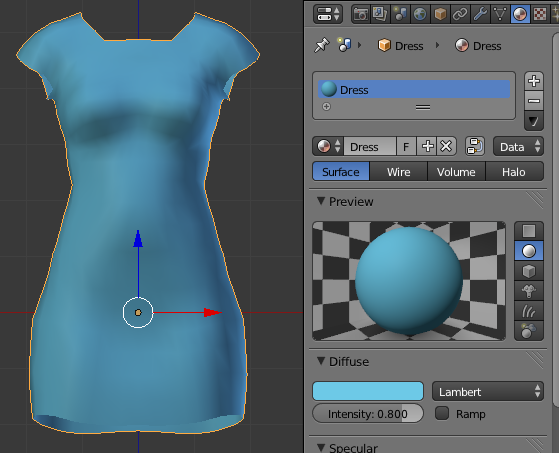 Dress Dress
Dress
Dress F Data
Surface Wire Volume Halo
Preview
Diffuse
Lambert
Intensity: 0.800 Ramp
Specular